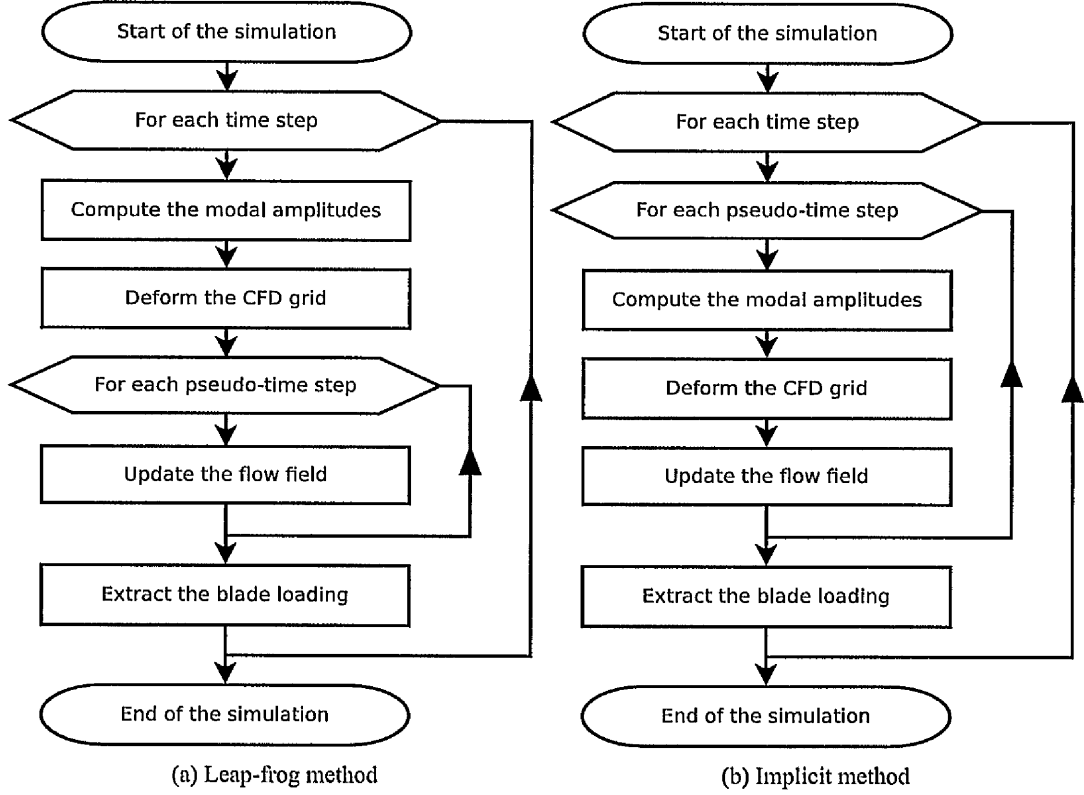 Start of the simulation
For each time step
Compute the modal amplitudes
Deform the CFD grid
For each pseudo-time step
Update the flow field
Extract the blade loading
End of the simulation
(a) Leap-frog method
Start of the simulation
For each time step
For each pseudo-time step
Compute the modal amplitudes
Deform the CFD grid
Update the flow field
Extract the blade loading
End of the simulation
(b) Implicit method